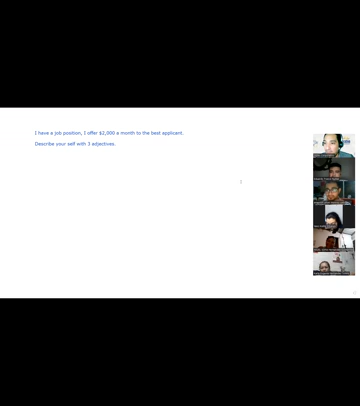 I have a job position, I offer $2,000 a month to the best applicant.
Describe your self with 3 adjectives.